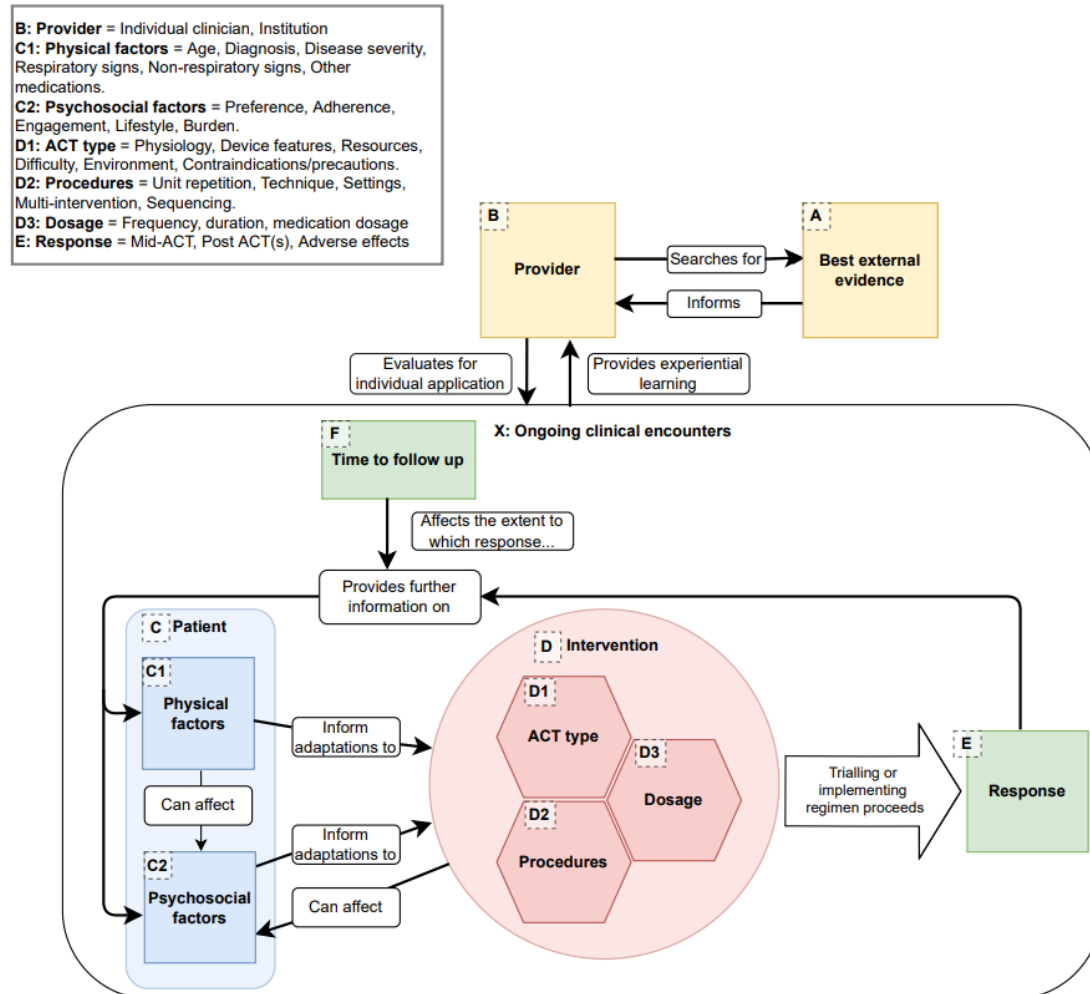 B: Provider = Individual clinician, Institution
C1: Physical factors = Age, Diagnosis, Disease severity,
Respiratory signs, Non-respiratory signs, Other
medications.
C2: Psychosocial factors = Preference, Adherence,
Engagement, Lifestyle, Burden.
D1: ACT type = Physiology, Device features, Resources,
Difficulty, Environment, Contraindications/precautions.
D2: Procedures = Unit repetition, Technique, Settings,
Multi-intervention, Sequencing.
D3: Dosage = Frequency, duration, medication dosage
E: Response = Mid-ACT, Post ACT(s), Adverse effects
B
Provider
Searches for
Informs
A
Best external
evidence
Evaluates for
individual application
Provides experiential
learning
X: Ongoing clinical encounters
F
Time to follow up
Affects the extent to
which response...
Provides further
information on
C Patient
C1
Physical
factors
Can affect
C2
Psychosocial
factors
Inform
adaptations to
Inform
adaptations to
Can affect
D Intervention
D1
ACT type
D3
Dosage
D2
Procedures
Trialling or
implementing
regimen proceeds
E
Response